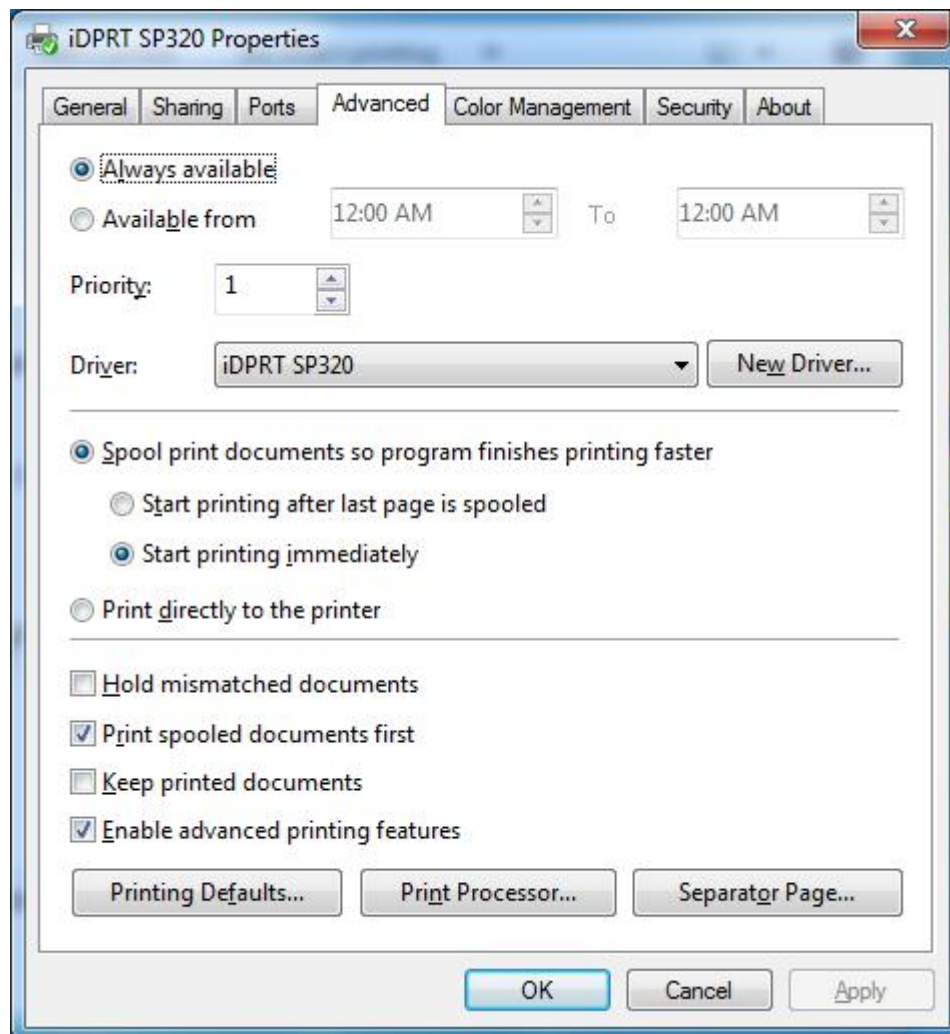 iDPRT SP320 Properties
General Sharing Ports Advanced Color Management Security About
Always available
Available from 12:00 AM To 12:00 AM
Priority: 1
Driver: iDPRT SP320 New Driver...
Spool print documents so program finishes printing faster
Start printing after last page is spooled
Start printing immediately
Print directly to the printer
Hold mismatched documents
Print spooled documents first
Keep printed documents
Enable advanced printing features
Printing Defaults... Print Processor... Separator Page...
OK Cancel Apply